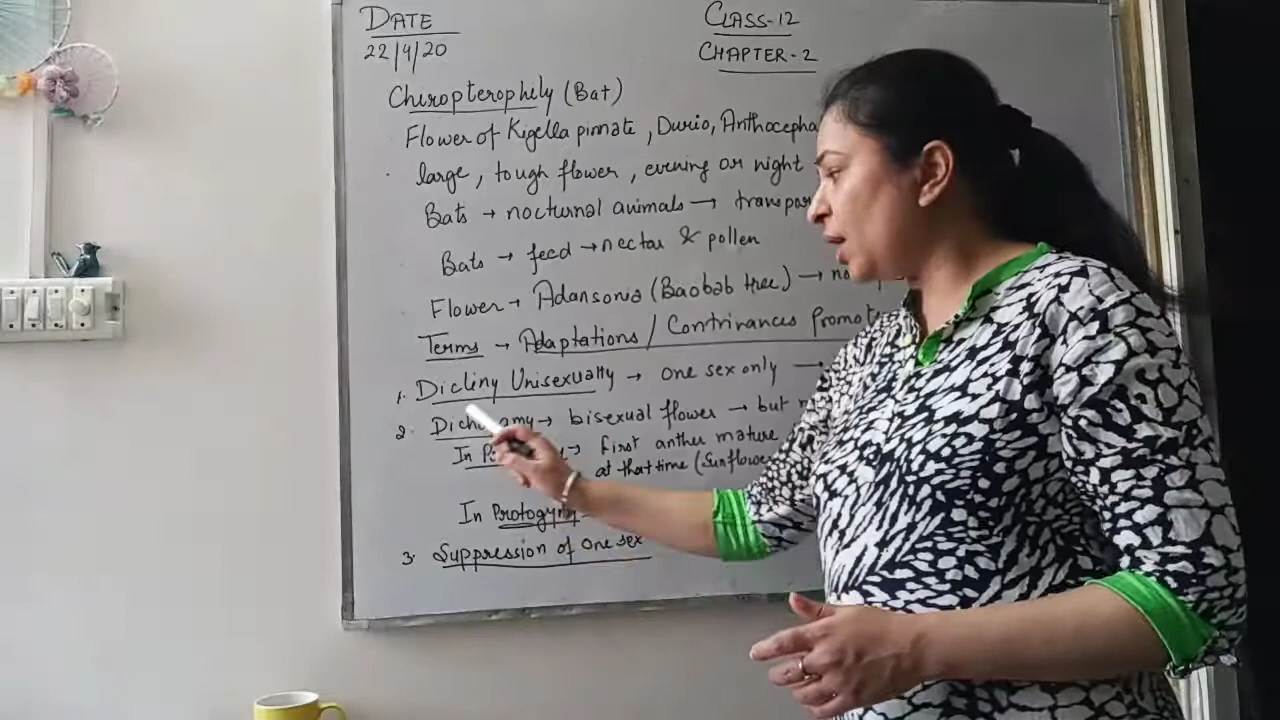 DATE
22/4/20
CLASS-12
CHAPTER-2
Chiropterophily (Bat)
Flower of Kigella pinnate, Durio, Anthocepha
large, tough flower, evening or night
Bats → nocturnal animals → transpor
Bats → feed → nectar & pollen
Flower → Adansonia (Baobab tree) →
Terms → Adaptations / Contrivances Promot
1. Dicliny Unisexually → One sex only →
2. → bisexual flower → but
In → First anther mature
at that time (Sunflower
In Protogyny
3. Suppression of One sex